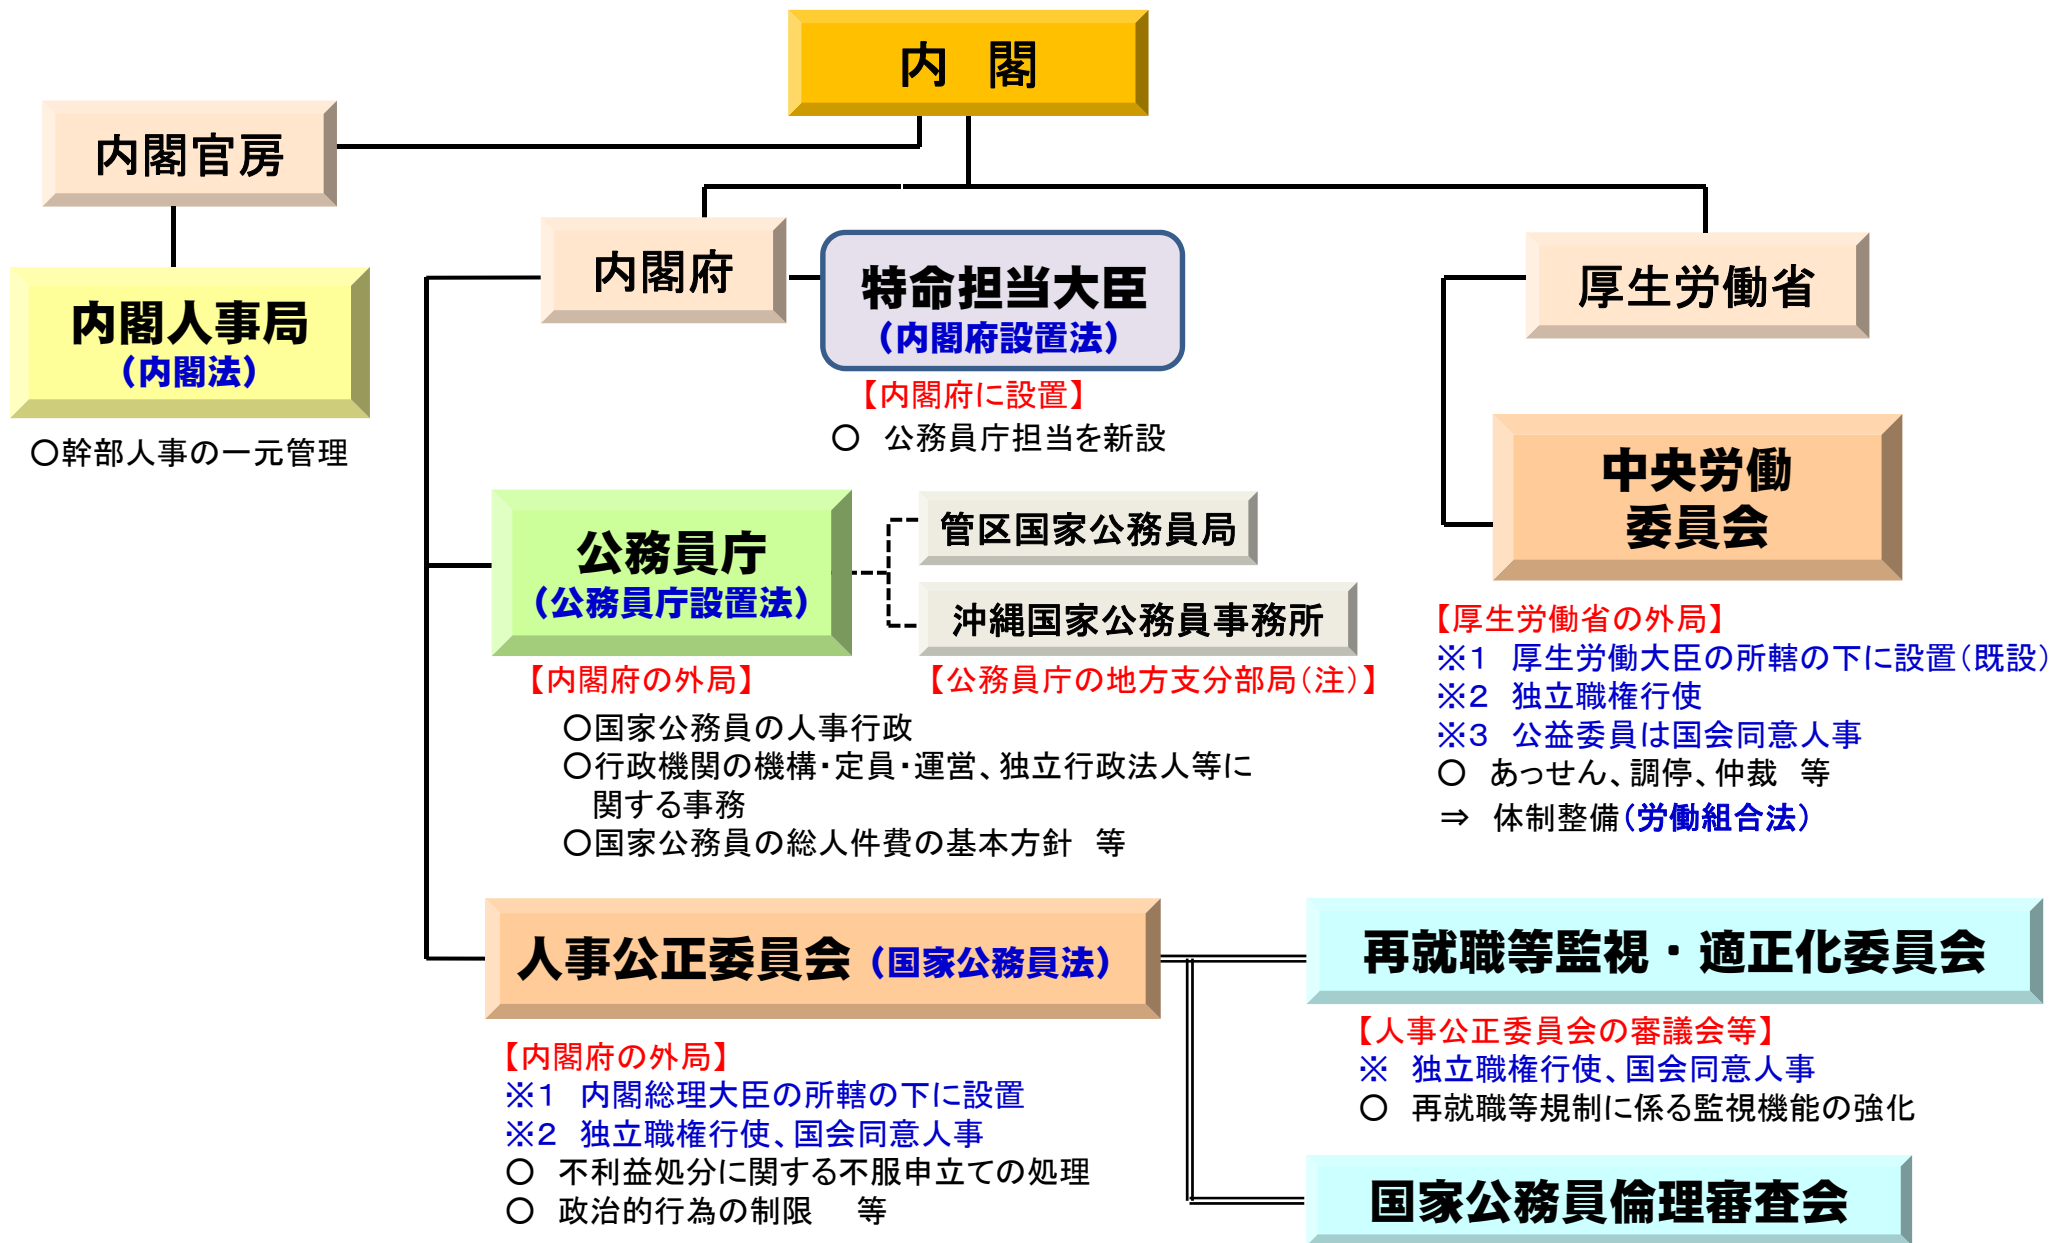 内　閣
内閣官房
内閣人事局
（内閣法）
○幹部人事の一元管理
内閣府
特命担当大臣
（内閣府設置法）
【内閣府に設置】
○　公務員庁担当を新設
厚生労働省
中央労働
委員会
【厚生労働省の外局】
※１　厚生労働大臣の所轄の下に設置（既設）
※２　独立職権行使
※３　公益委員は国会同意人事
○　あっせん、調停、仲裁　等
⇒　体制整備（労働組合法）
公務員庁
（公務員庁設置法）
【内閣府の外局】
管区国家公務員局
沖縄国家公務員事務所
【公務員庁の地方支分部局（注）】
○国家公務員の人事行政
○行政機関の機構・定員・運営、独立行政法人等に
関する事務
○国家公務員の総人件費の基本方針　等
人事公正委員会（国家公務員法）
【内閣府の外局】
※１　内閣総理大臣の所轄の下に設置
※２　独立職権行使、国会同意人事
○　不利益処分に関する不服申立ての処理
○　政治的行為の制限　等
再就職等監視・適正化委員会
【人事公正委員会の審議会等】
※　独立職権行使、国会同意人事
○　再就職等規制に係る監視機能の強化
国家公務員倫理審査会